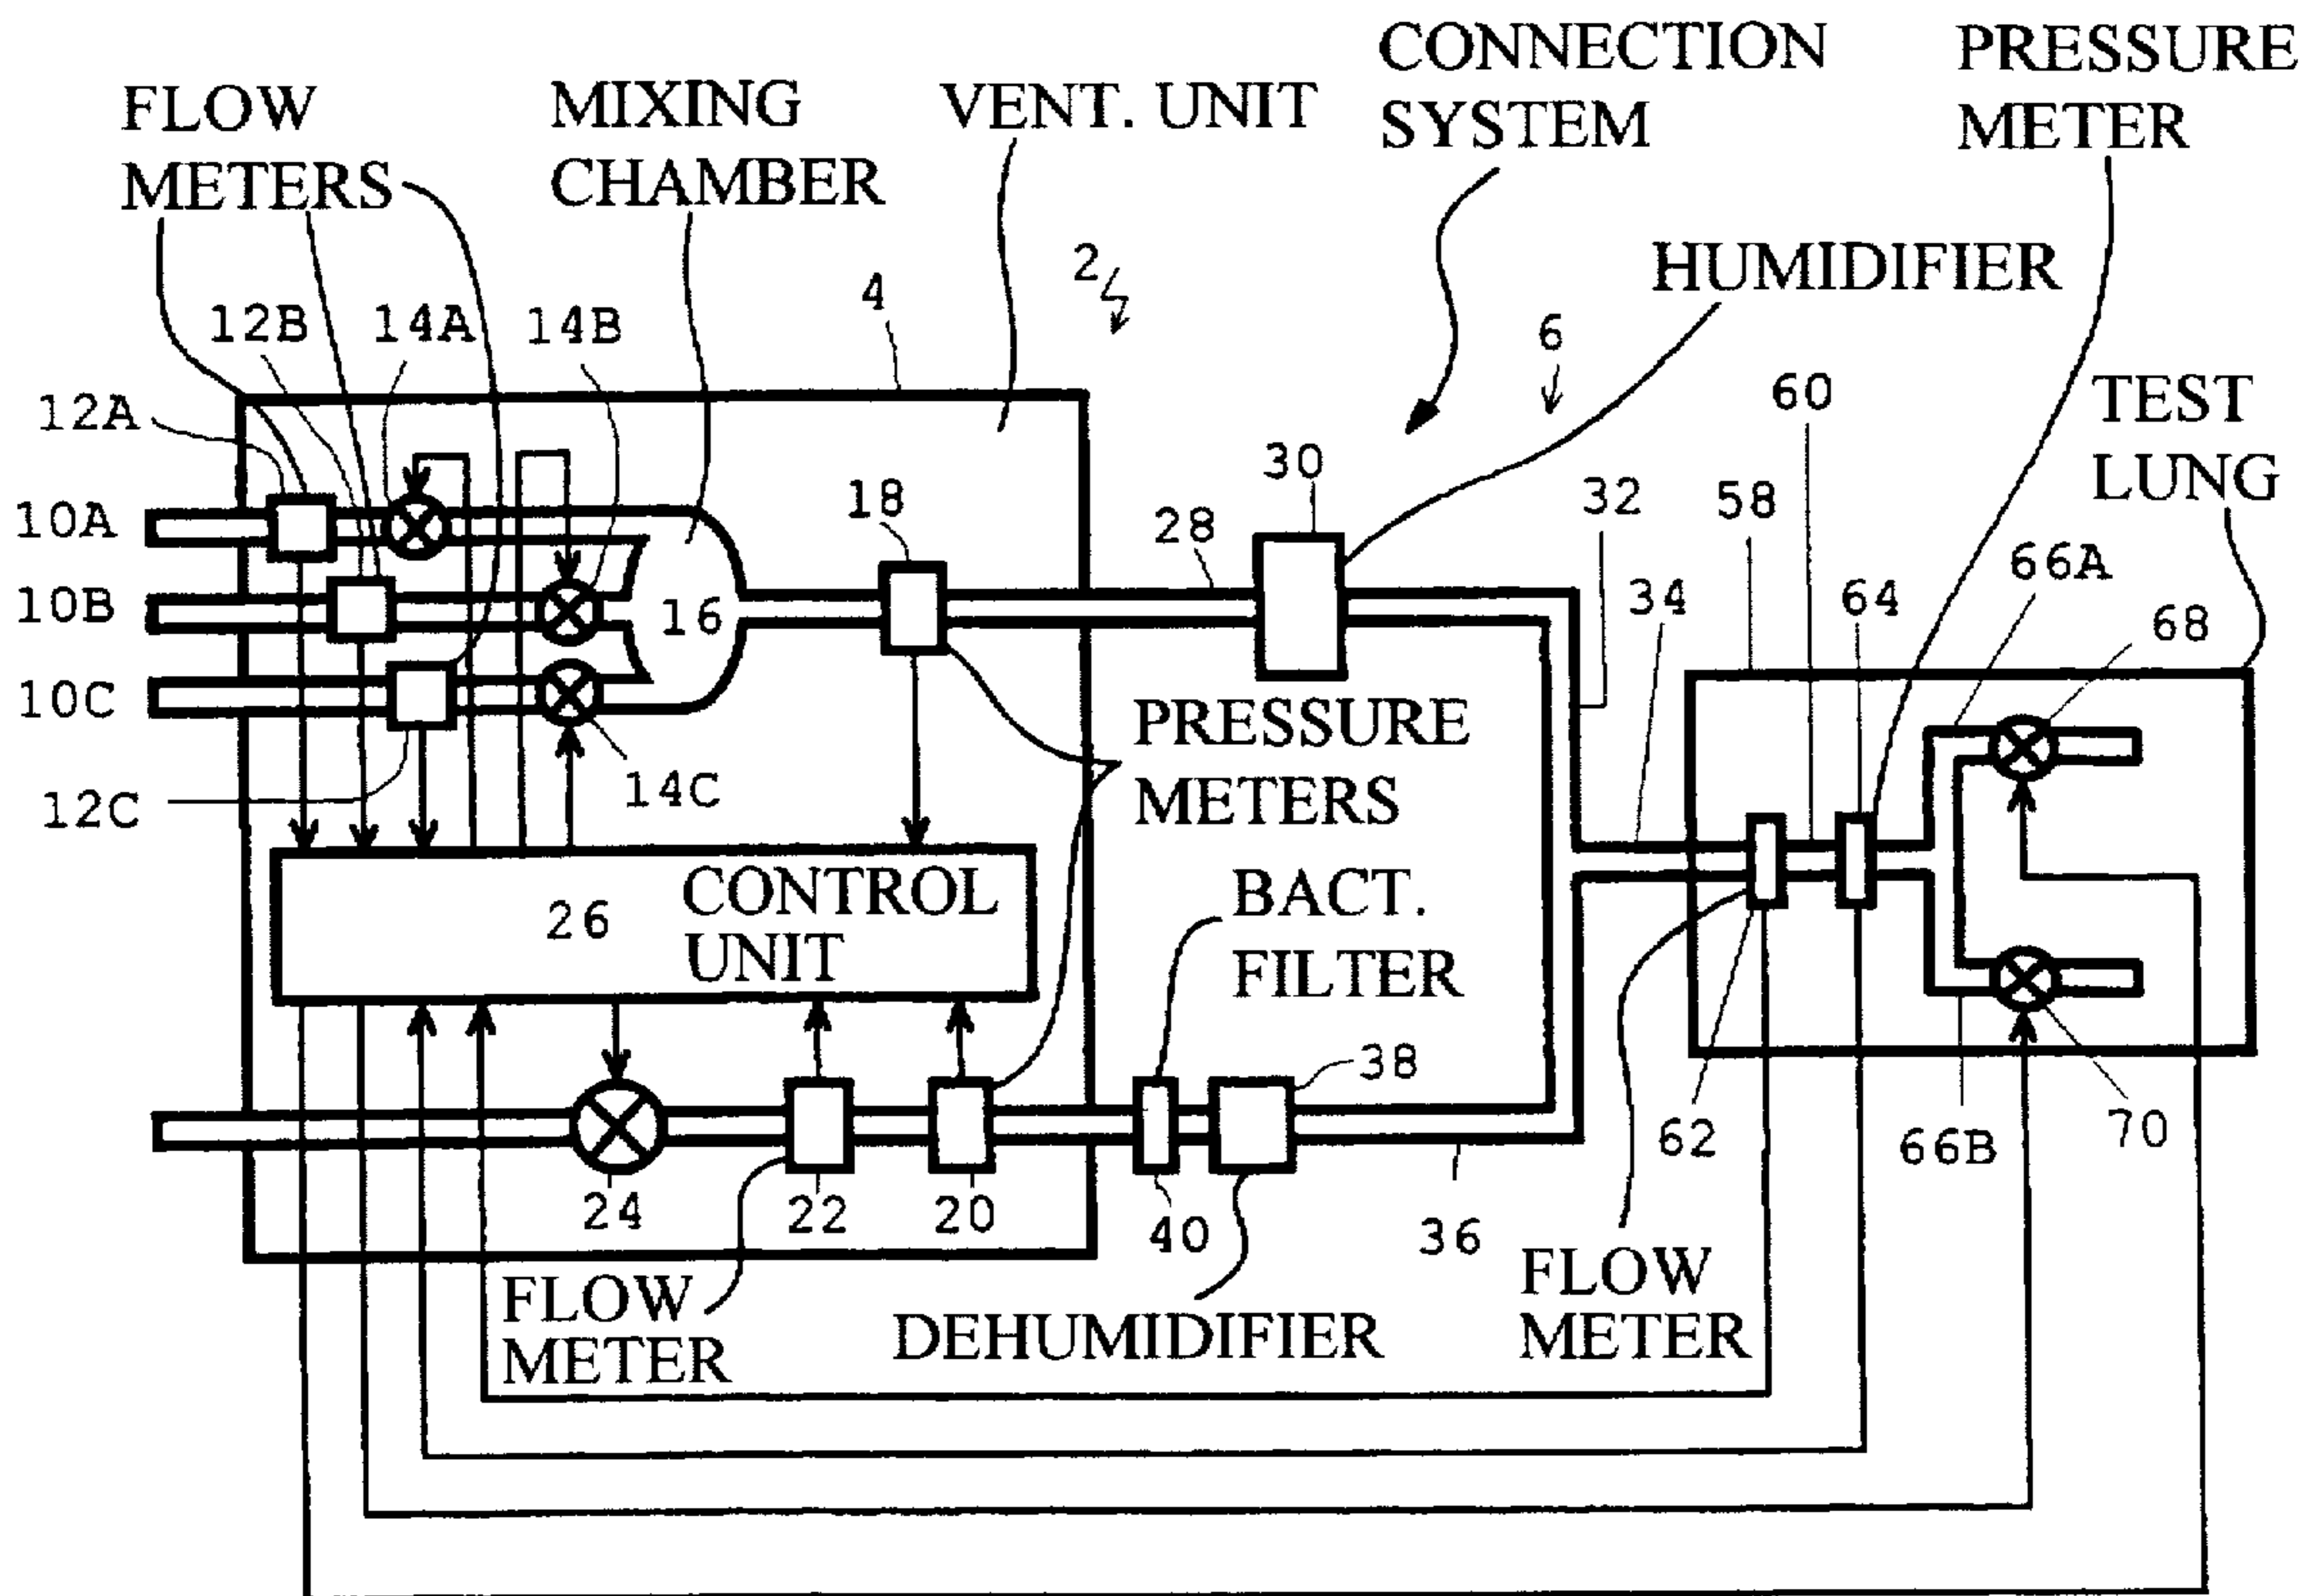 CONNECTION
SYSTEM
PRESSURE
METER
FLOW
METERS
MIXING
CHAMBER
VENT. UNIT
HUMIDIFIER
2
4
6
12B
14A
14B
60
TEST
LUNG
12A
30
32
58
18
28
66A
10A
34
64
68
10B
16
10C
PRESSURE
METERS
14C
12C
CONTROL
UNIT
26
BACT.
FILTER
38
62
66B
70
24
22
20
40
36
FLOW
METER
DEHUMIDIFIER
FLOW
METER